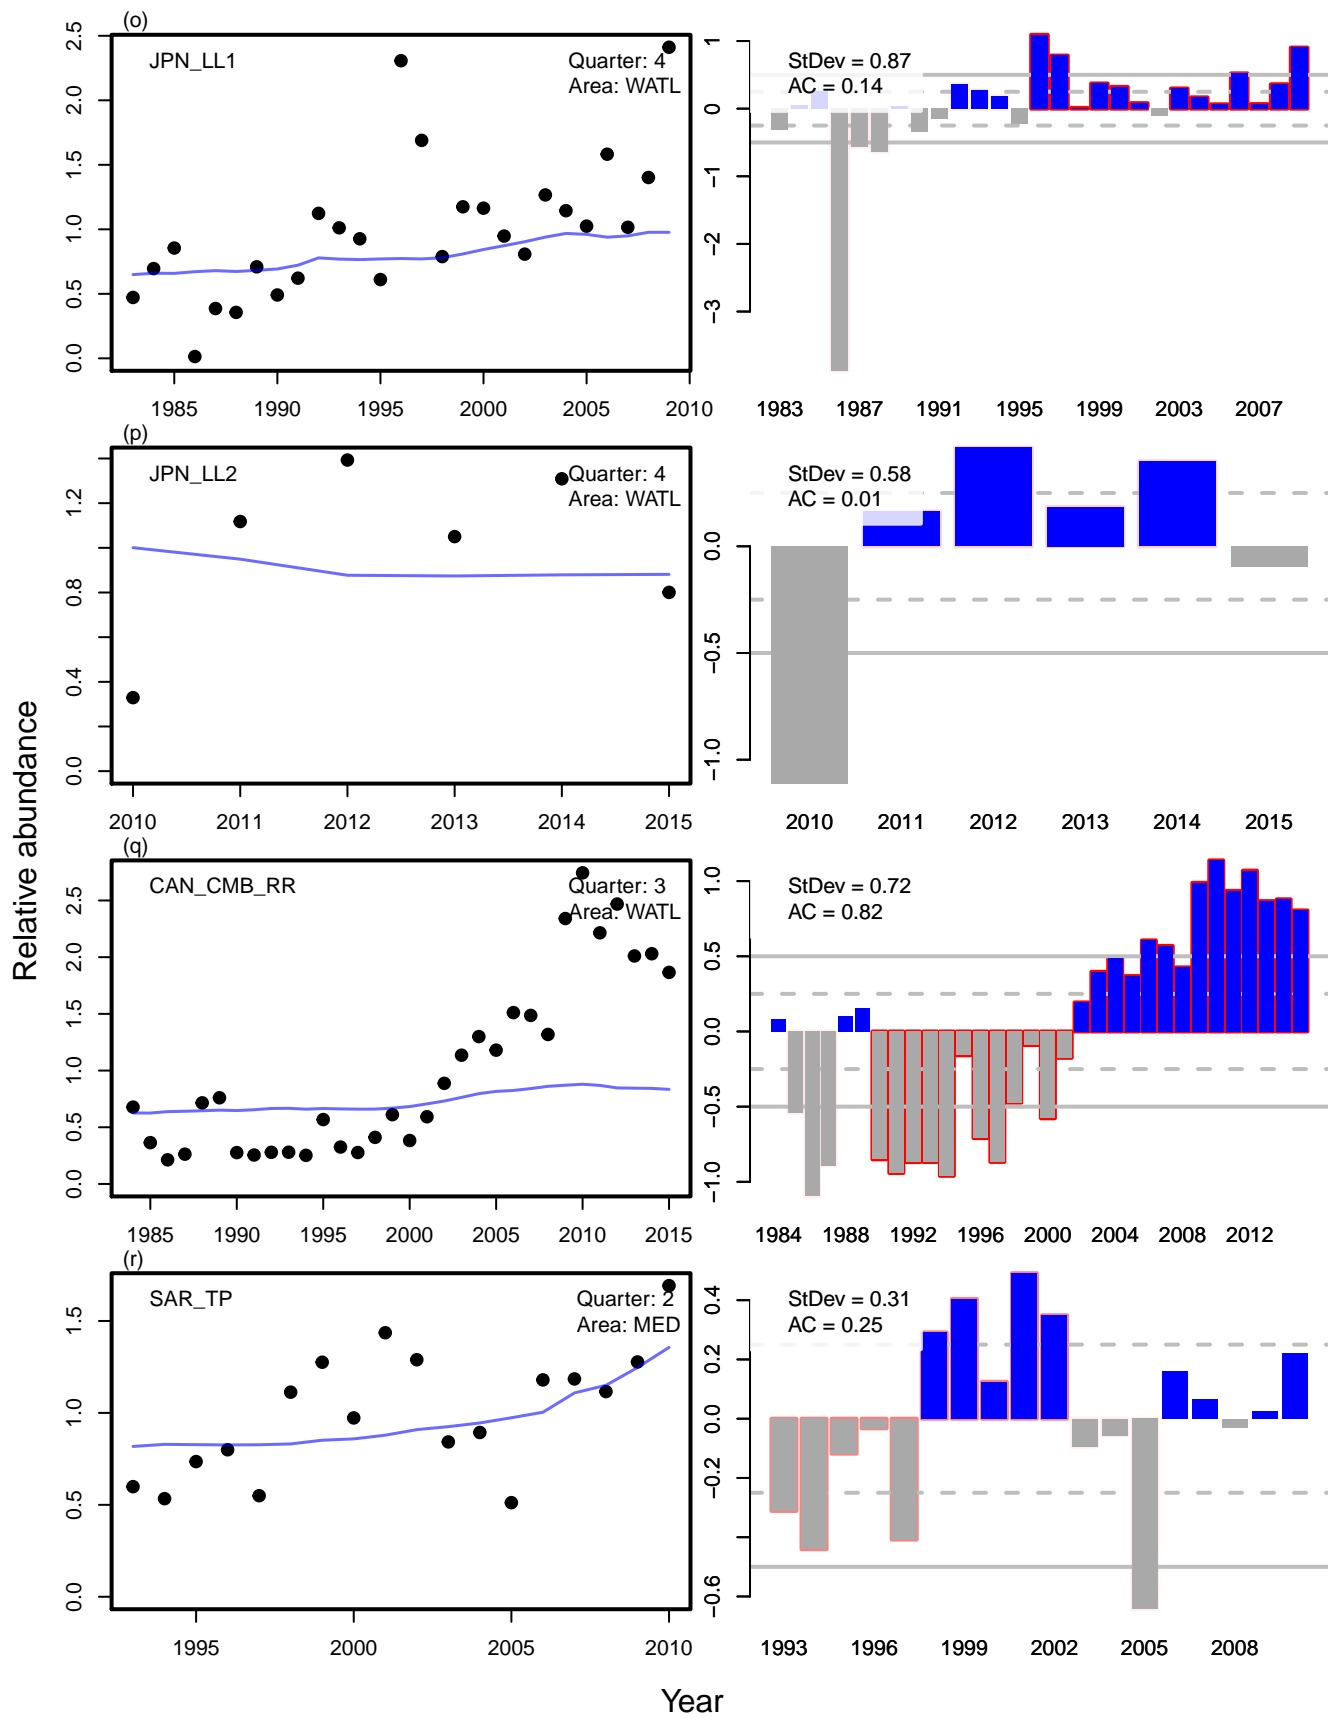 (o)
JPN_LL1
Quarter: 4
Area: WATL
0.0 0.5 1.0 1.5 2.0 2.5
1985 1990 1995 2000 2005 2010
StDev = 0.87
AC = 0.14
1 0 −1 −2 −3
1983 1987 1991 1995 1999 2003 2007
(p)
JPN_LL2
Quarter: 4
Area: WATL
0.0 0.4 0.8 1.2
2010 2011 2012 2013 2014 2015
StDev = 0.58
AC = 0.01
0.0 −0.5 −1.0
2010 2011 2012 2013 2014 2015
(q)
CAN_CMB_RR
Quarter: 3
Area: WATL
0.0 0.5 1.0 1.5 2.0 2.5
1985 1990 1995 2000 2005 2010 2015
StDev = 0.72
AC = 0.82
1.0 0.5 0.0 −0.5 −1.0
1984 1988 1992 1996 2000 2004 2008 2012
(r)
SAR_TP
Quarter: 2
Area: MED
0.0 0.5 1.0 1.5
1995 2000 2005 2010
StDev = 0.31
AC = 0.25
0.4 0.2 0.0 −0.2 −0.6
1993 1996 1999 2002 2005 2008
Relative abundance
Year